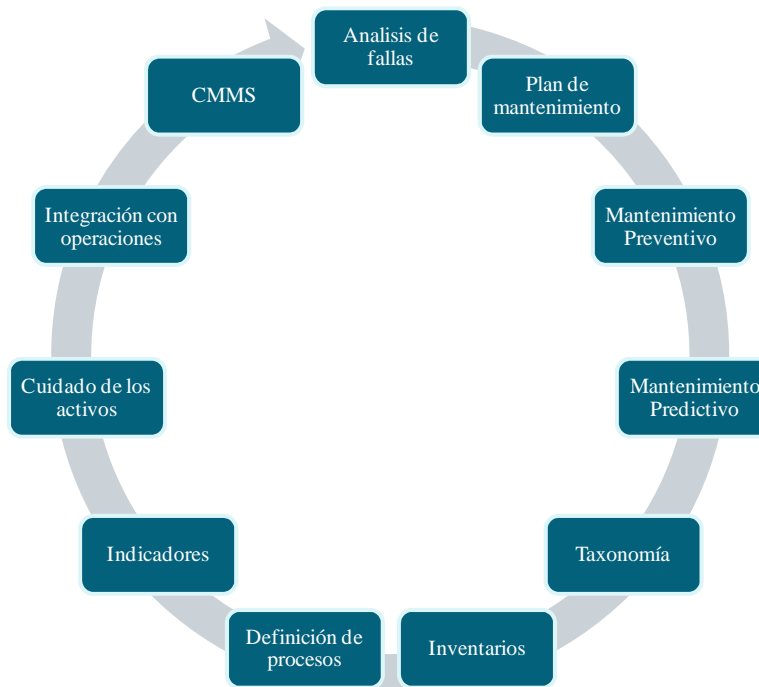 Analisis de
fallas
Plan de
mantenimiento
Mantenimiento
Preventivo
Mantenimiento
Predictivo
Taxonomía
Inventarios
Definición de
procesos
Indicadores
Cuidado de los
activos
Integración con
operaciones
CMMS